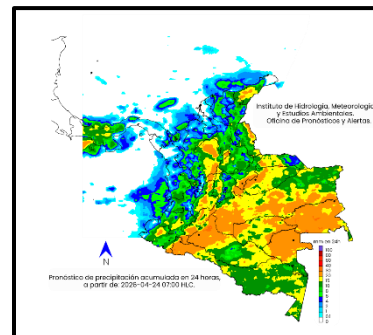 Instituto de Hidrología, Meteorología
y Estudios Ambientales.
Oficina de Pronósticos y Alertas.
N
Pronóstico de precipitación acumulada en 24 horas,
a partir de: 2026-04-24 07:00 HLC.